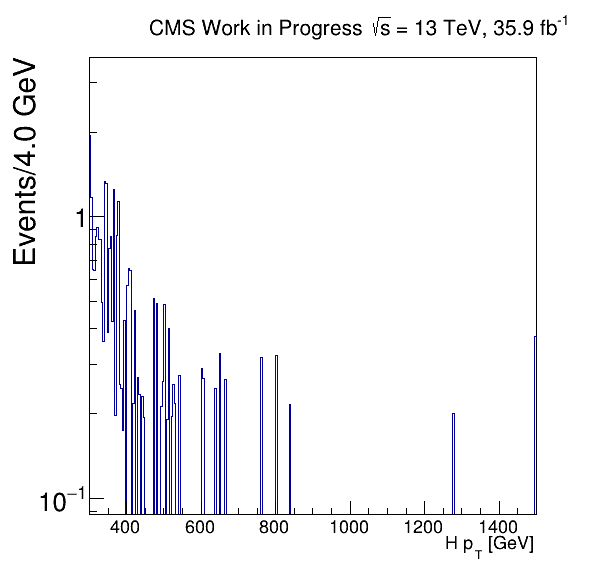 CMS Work in Progress √s = 13 TeV, 35.9 fb⁻¹
Events/4.0 GeV
1
10⁻¹
400 600 800 1000 1200 1400
H p_T [GeV]